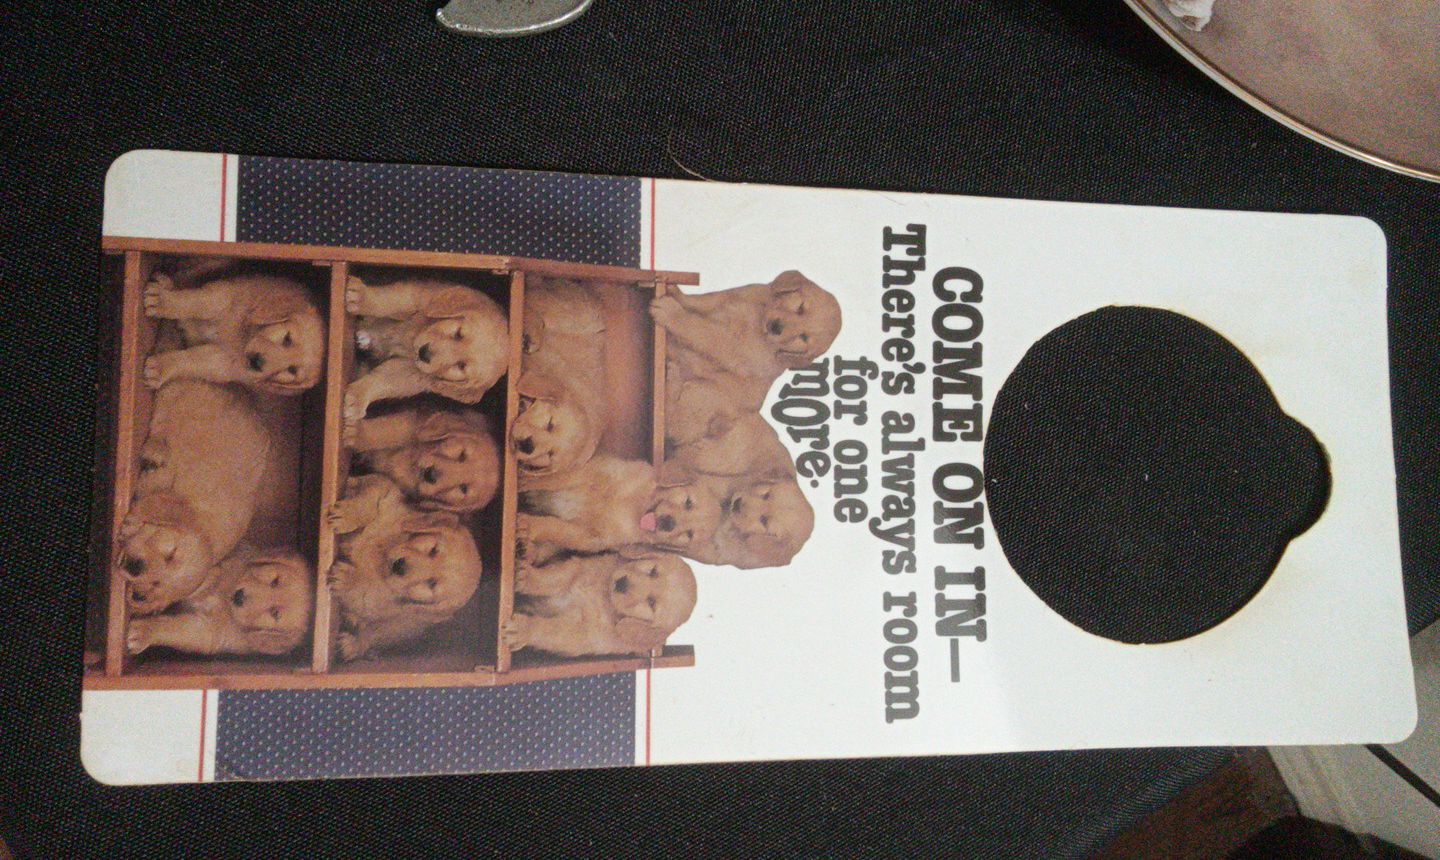 COME ON IN—
There's always room
for one
more.